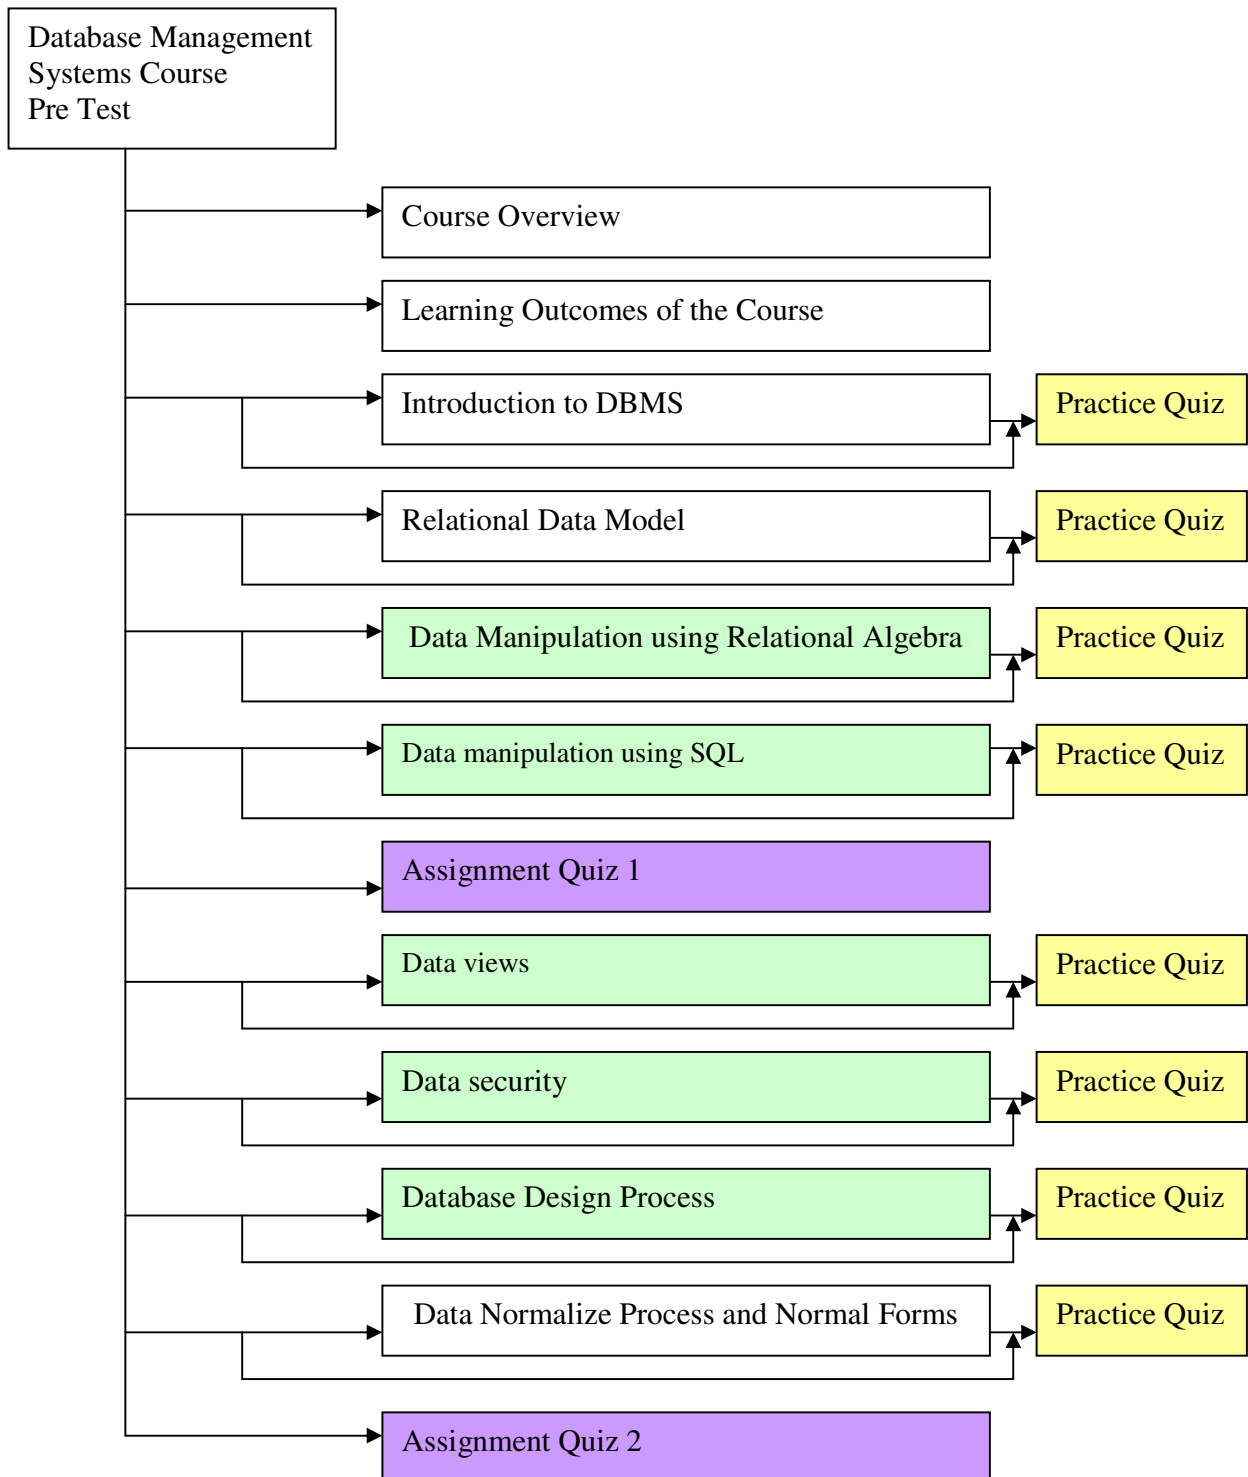 Database Management
Systems Course
Pre Test
Course Overview
Learning Outcomes of the Course
Introduction to DBMS
Practice Quiz
Relational Data Model
Practice Quiz
Data Manipulation using Relational Algebra
Practice Quiz
Data manipulation using SQL
Practice Quiz
Assignment Quiz 1
Data views
Practice Quiz
Data security
Practice Quiz
Database Design Process
Practice Quiz
Data Normalize Process and Normal Forms
Practice Quiz
Assignment Quiz 2